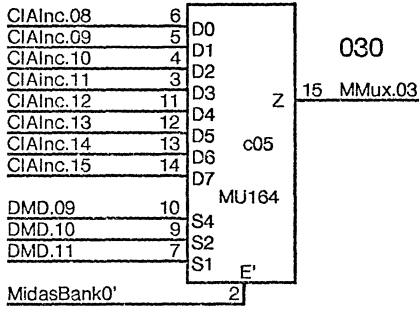 CIAInc.08 6 D0
CIAInc.09 5 D1
CIAInc.10 4 D2
CIAInc.11 3 D3
CIAInc.12 11 D4
CIAInc.13 12 D5
CIAInc.14 13 D6
CIAInc.15 14 D7
DMD.09 10 S4
DMD.10 9 S2
DMD.11 7 S1
MidasBank0' 2 E'
Z 15 MMux.03
c05
MU164
030